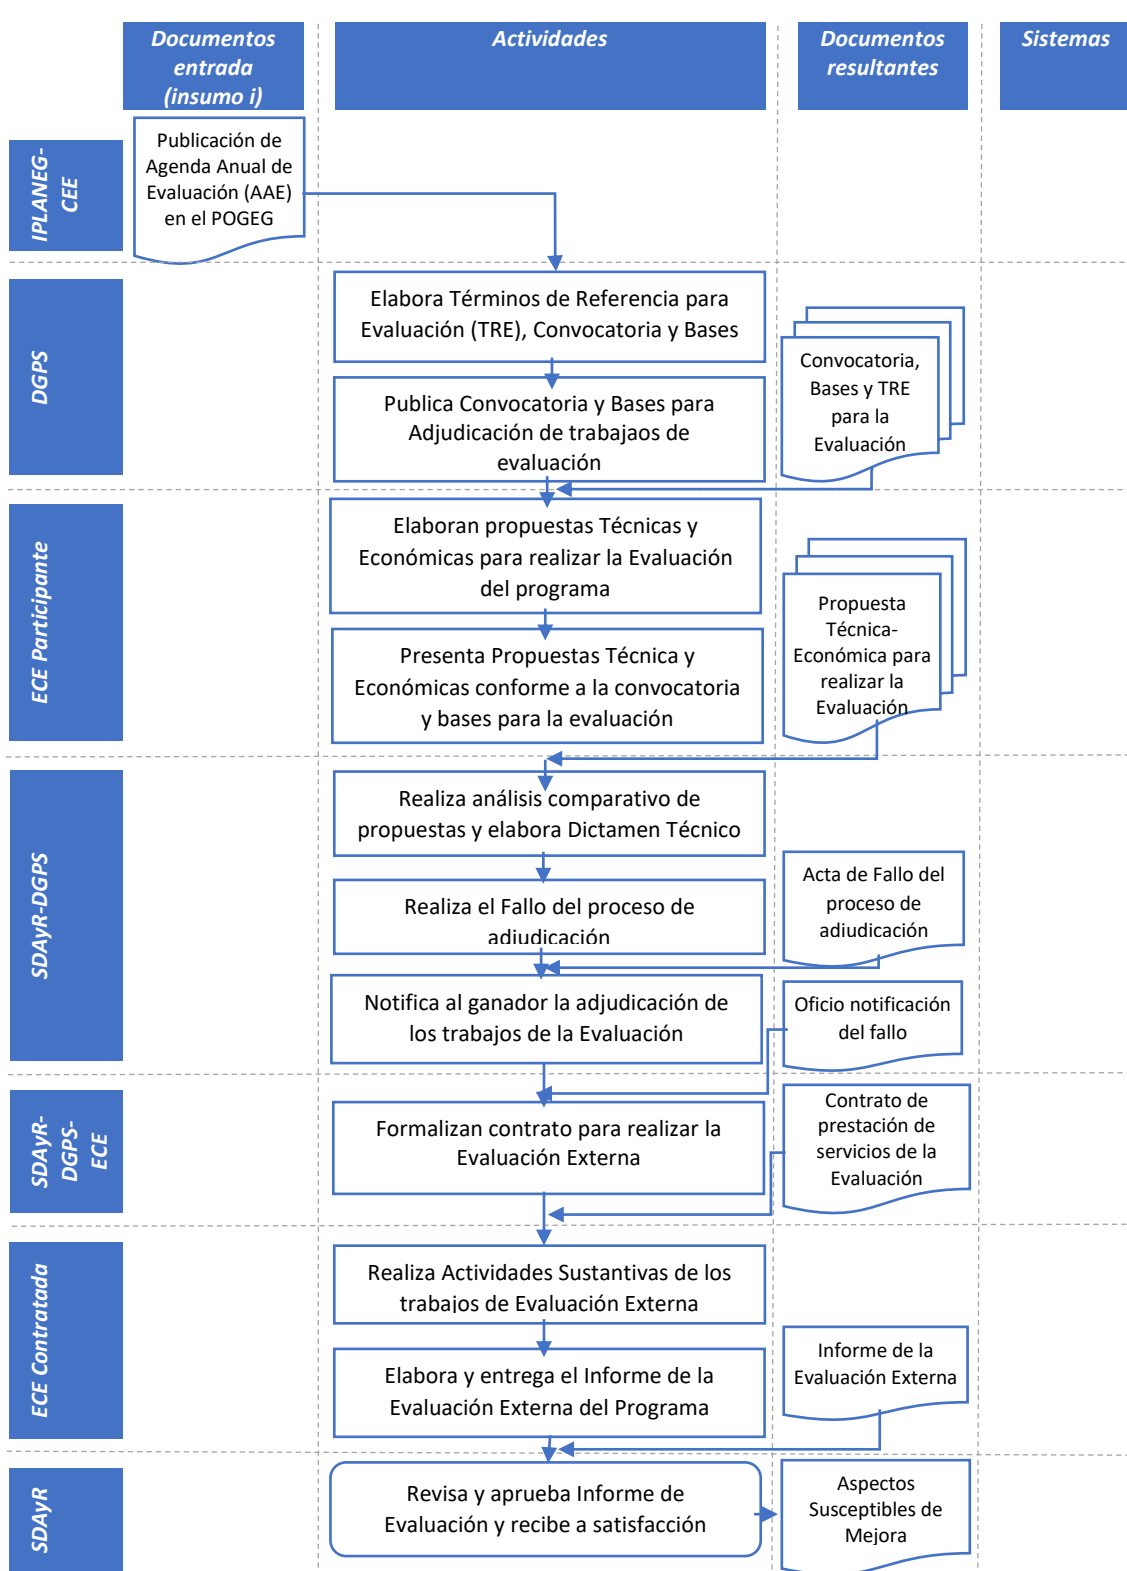 Documentos
entrada
(insumo i)
Actividades
Documentos
resultantes
Sistemas
IPLANEG-
CEE
Publicación de
Agenda Anual de
Evaluación (AAE)
en el POGEG
DGPS
Elabora Términos de Referencia para
Evaluación (TRE), Convocatoria y Bases
Publica Convocatoria y Bases para
Adjudicación de trabajaos de
evaluación
Convocatoria,
Bases y TRE
para la
Evaluación
ECE Participante
Elaboran propuestas Técnicas y
Económicas para realizar la Evaluación
del programa
Presenta Propuestas Técnica y
Económicas conforme a la convocatoria
y bases para la evaluación
Propuesta
Técnica-
Económica para
realizar la
Evaluación
SDAyR-DGPS
Realiza análisis comparativo de
propuestas y elabora Dictamen Técnico
Realiza el Fallo del proceso de
adjudicación
Acta de Fallo del
proceso de
adjudicación
Notifica al ganador la adjudicación de
los trabajos de la Evaluación
Oficio notificación
del fallo
SDAyR-
DGPS-
ECE
Formalizan contrato para realizar la
Evaluación Externa
Contrato de
prestación de
servicios de la
Evaluación
ECE Contratada
Realiza Actividades Sustantivas de los
trabajos de Evaluación Externa
Elabora y entrega el Informe de la
Evaluación Externa del Programa
Informe de la
Evaluación Externa
SDAyR
Revisa y aprueba Informe de
Evaluación y recibe a satisfacción
Aspectos
Susceptibles de
Mejora